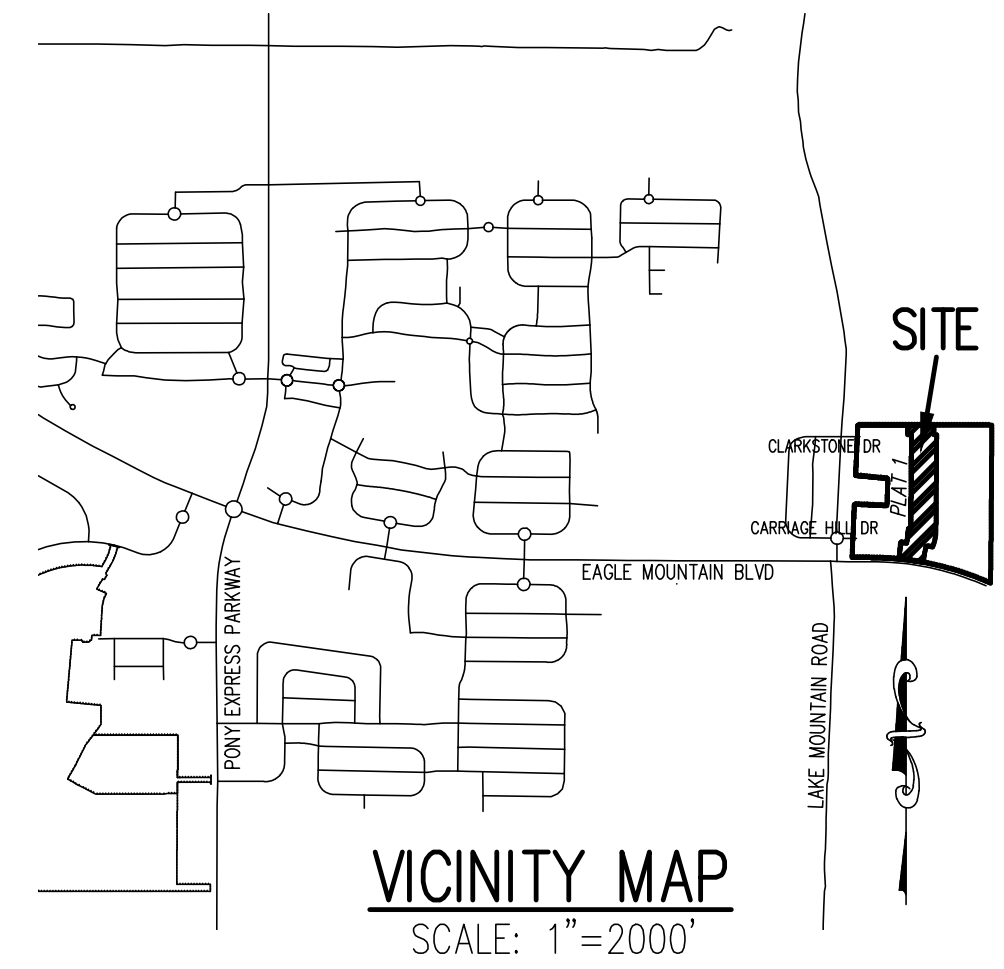 SITE
CLARKSTONE DR
PLAT 1
CARRIAGE HILL DR
EAGLE MOUNTAIN BLVD
PONY EXPRESS PARKWAY
LAKE MOUNTAIN ROAD
VICINITY MAP
SCALE: 1"=2000'